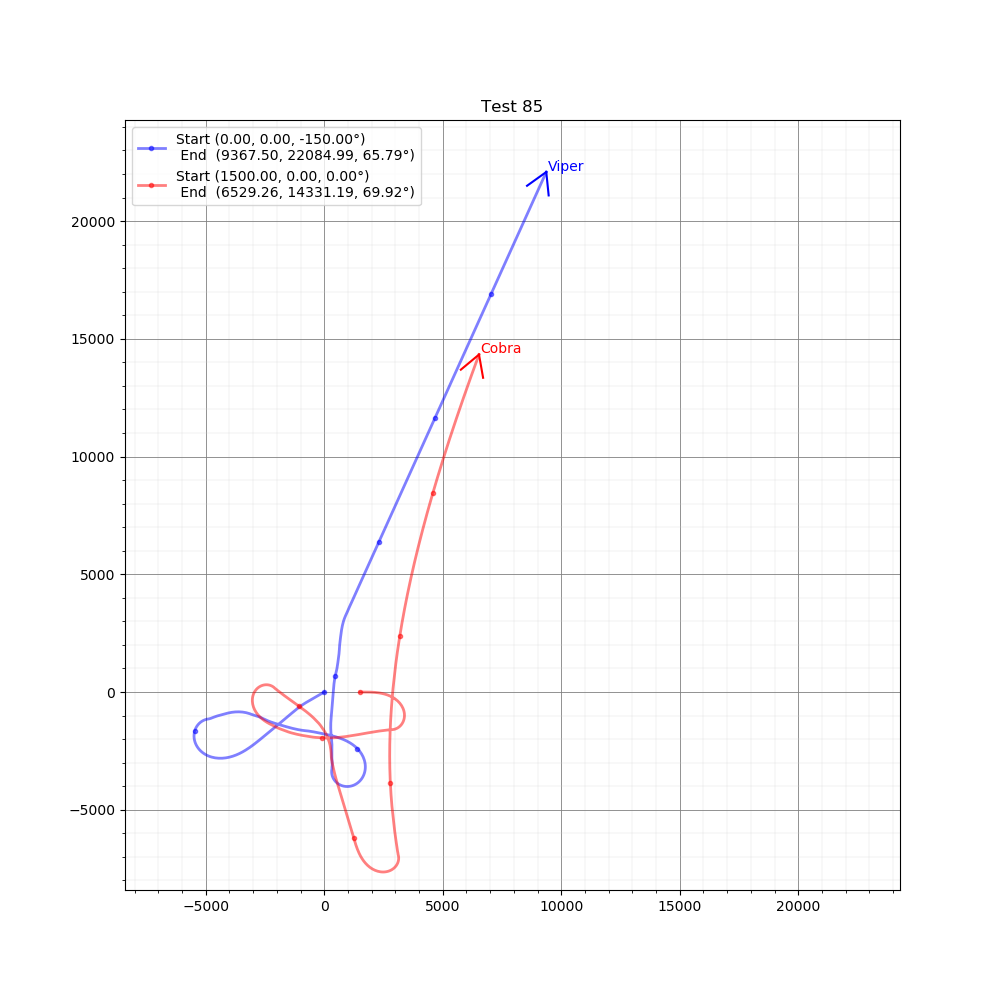 Test 85
Start (0.00, 0.00, -150.00°)
End  (9367.50, 22084.99, 65.79°)
Start (1500.00, 0.00, 0.00°)
End  (6529.26, 14331.19, 69.92°)
Viper
Cobra
20000
15000
10000
5000
0
−5000
−5000 0 5000 10000 15000 20000